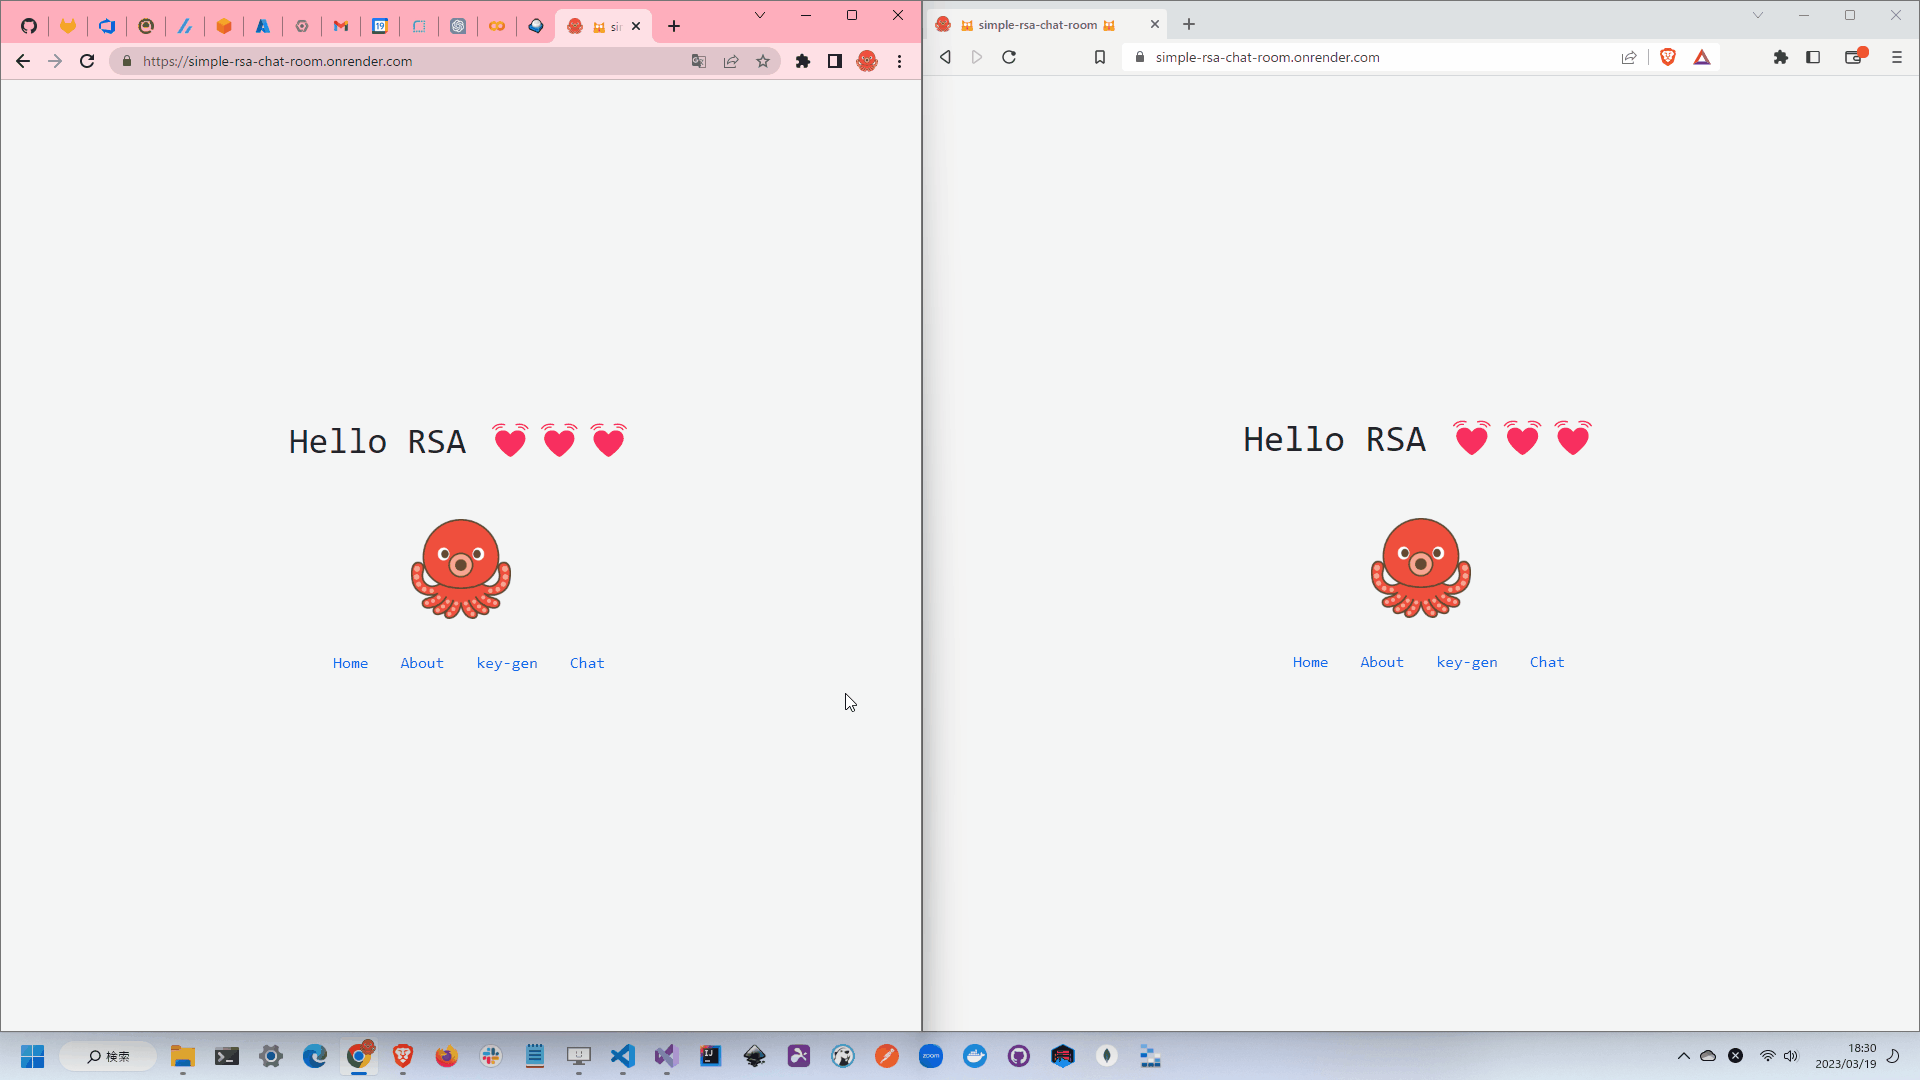 sir
https://simple-rsa-chat-room.onrender.com
Hello RSA
Home About key-gen Chat
simple-rsa-chat-room
simple-rsa-chat-room.onrender.com
Hello RSA
Home About key-gen Chat
検索
zoom
18:30
2023/03/19